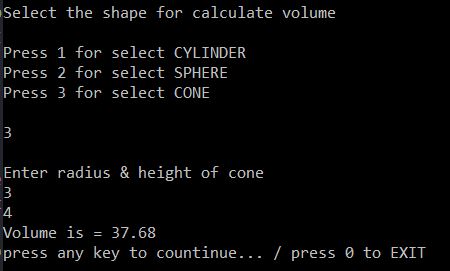 Select the shape for calculate volume
Press 1 for select CYLINDER
Press 2 for select SPHERE
Press 3 for select CONE
3
Enter radius & height of cone
3
4
Volume is = 37.68
press any key to countinue... / press 0 to EXIT